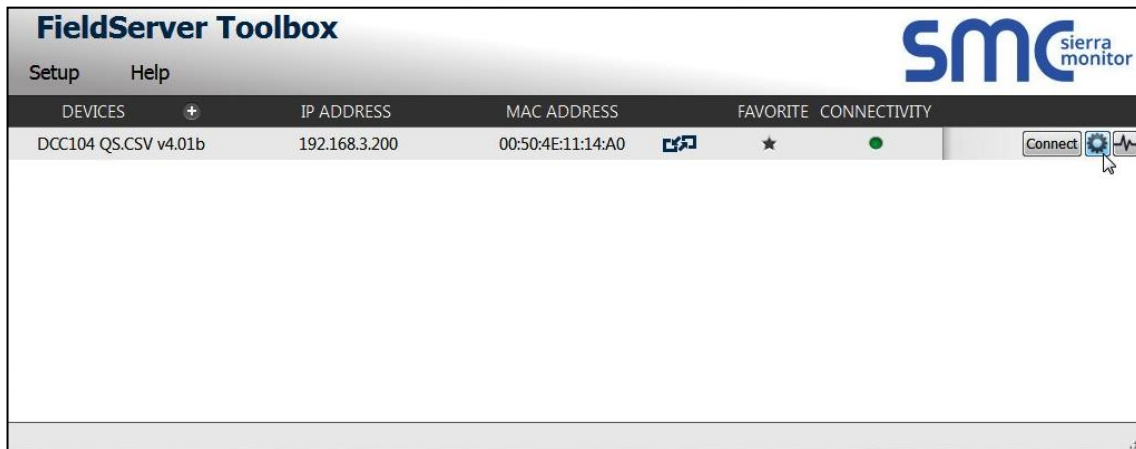 FieldServer Toolbox
SMC sierra monitor
Setup Help
DEVICES IP ADDRESS MAC ADDRESS FAVORITE CONNECTIVITY
DCC104 QS.CSV v4.01b 192.168.3.200 00:50:4E:11:14:A0 Connect